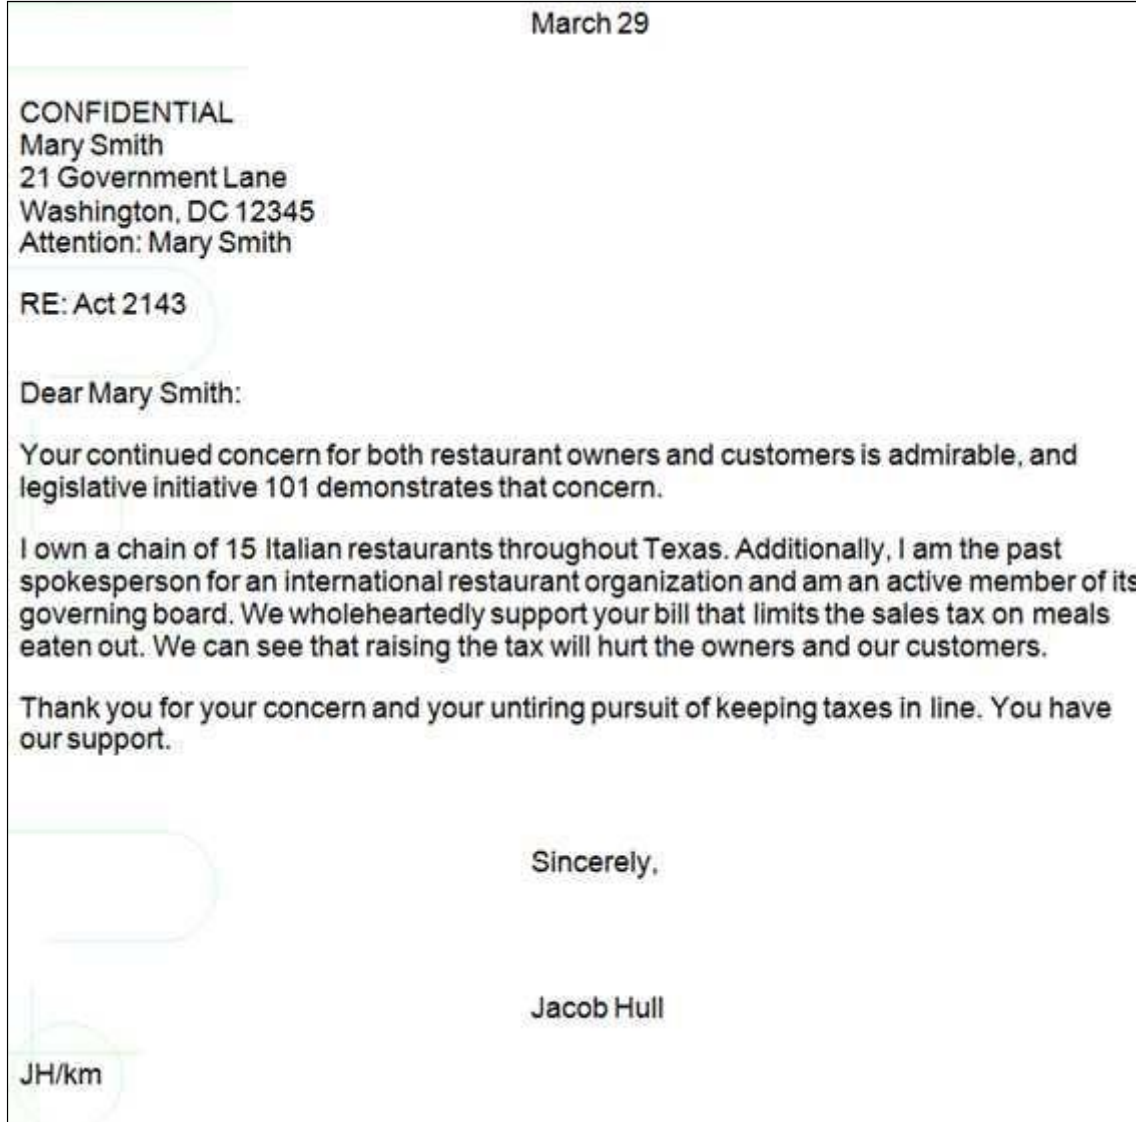 March 29
CONFIDENTIAL
Mary Smith
21 Government Lane
Washington, DC 12345
Attention: Mary Smith
RE: Act 2143
Dear Mary Smith:
Your continued concern for both restaurant owners and customers is admirable, and
legislative initiative 101 demonstrates that concern.
I own a chain of 15 Italian restaurants throughout Texas. Additionally, I am the past
spokesperson for an international restaurant organization and am an active member of its
governing board. We wholeheartedly support your bill that limits the sales tax on meals
eaten out. We can see that raising the tax will hurt the owners and our customers.
Thank you for your concern and your untiring pursuit of keeping taxes in line. You have
our support.
Sincerely,
Jacob Hull
JH/km